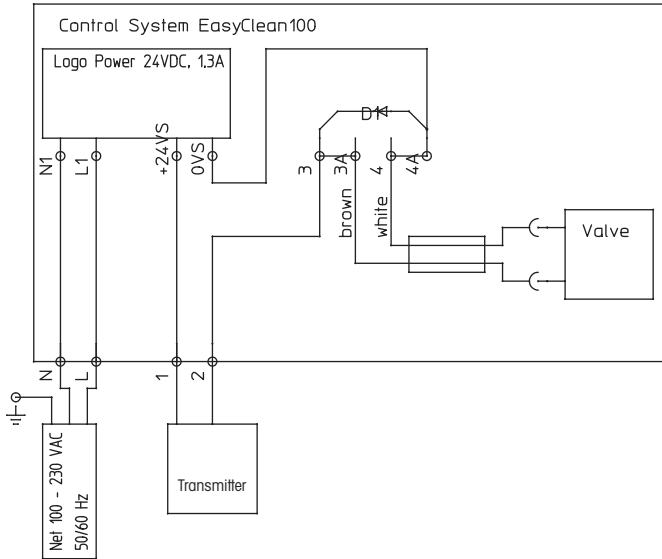 Control System EasyClean100
Logo Power 24VDC, 1,3A
D1
N1
L1
+24VS
0VS
3
3A
4
4A
brown
white
Valve
N
L
1
2
Net 100 - 230 VAC
50/60 Hz
Transmitter